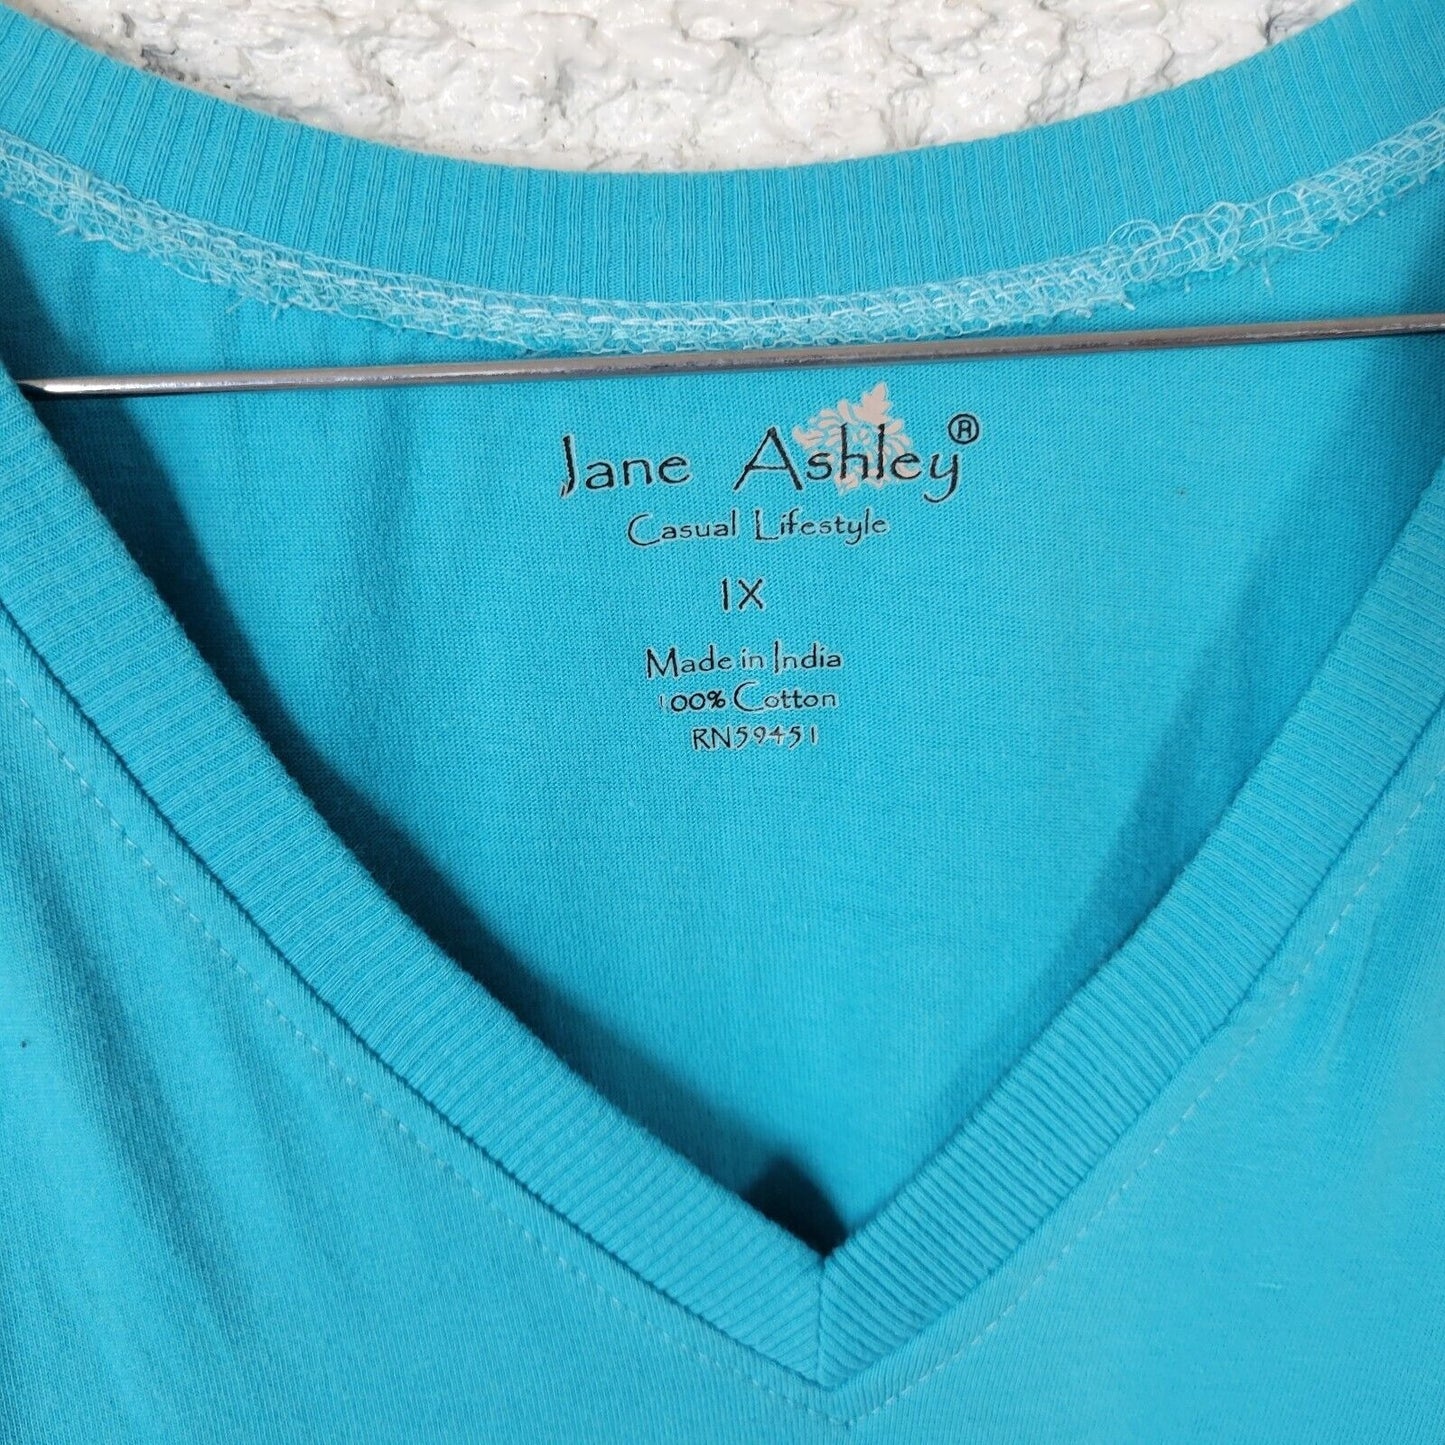 Jane Ashley®
Casual Lifestyle
1X
Made in India
100% Cotton
RN59451